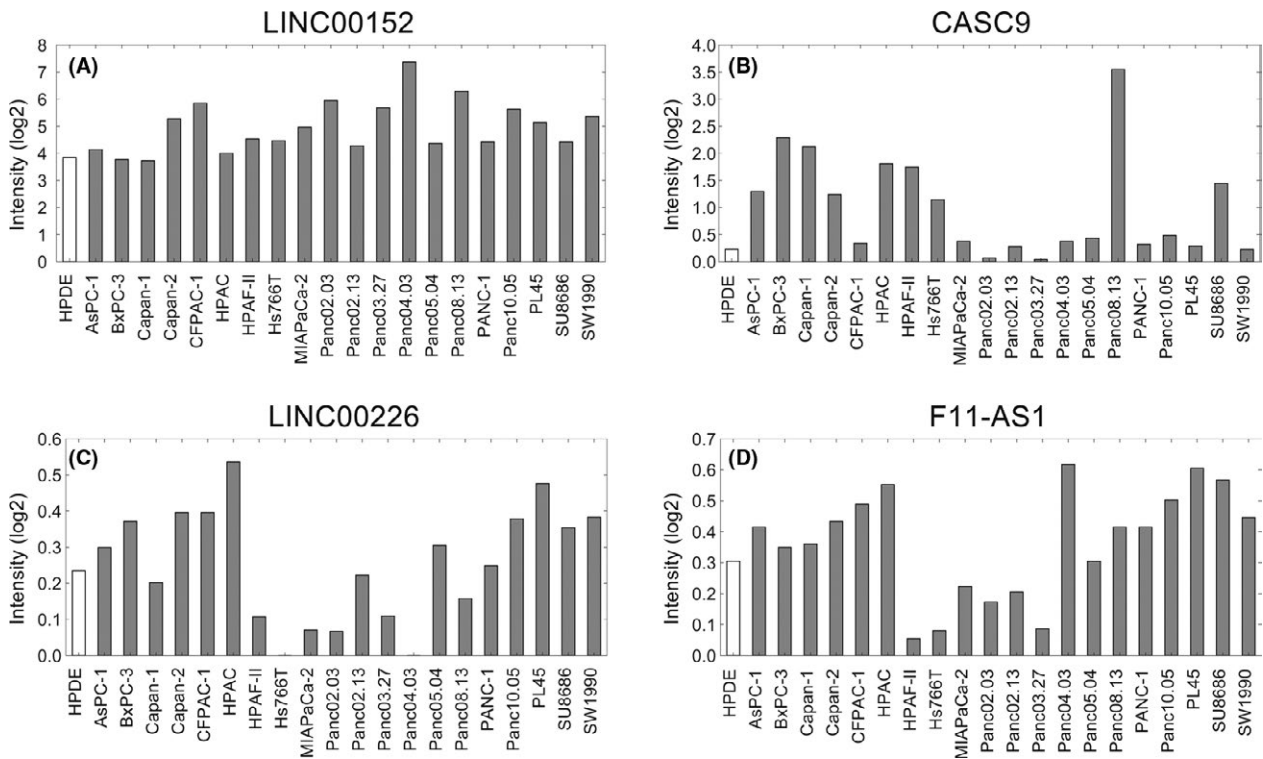 LINC00152
(A)
Intensity (log2)
8
7
6
5
4
3
2
1
0
HPDE
AsPC-1
BxPC-3
Capan-1
Capan-2
CFPAC-1
HPAC
HPAF-II
Hs766T
MIAPaCa-2
Panc02.03
Panc02.13
Panc03.27
Panc04.03
Panc05.04
Panc08.13
PANC-1
Panc10.05
PL45
SU8686
SW1990
CASC9
(B)
Intensity (log2)
4.0
3.5
3.0
2.5
2.0
1.5
1.0
0.5
0.0
HPDE
AsPC-1
BxPC-3
Capan-1
Capan-2
CFPAC-1
HPAC
HPAF-II
Hs766T
MIAPaCa-2
Panc02.03
Panc02.13
Panc03.27
Panc04.03
Panc05.04
Panc08.13
PANC-1
Panc10.05
PL45
SU8686
SW1990
LINC00226
(C)
Intensity (log2)
0.6
0.5
0.4
0.3
0.2
0.1
0.0
HPDE
AsPC-1
BxPC-3
Capan-1
Capan-2
CFPAC-1
HPAC
HPAF-II
Hs766T
MIAPaCa-2
Panc02.03
Panc02.13
Panc03.27
Panc04.03
Panc05.04
Panc08.13
PANC-1
Panc10.05
PL45
SU8686
SW1990
F11-AS1
(D)
Intensity (log2)
0.7
0.6
0.5
0.4
0.3
0.2
0.1
0.0
HPDE
AsPC-1
BxPC-3
Capan-1
Capan-2
CFPAC-1
HPAC
HPAF-II
Hs766T
MIAPaCa-2
Panc02.03
Panc02.13
Panc03.27
Panc04.03
Panc05.04
Panc08.13
PANC-1
Panc10.05
PL45
SU8686
SW1990